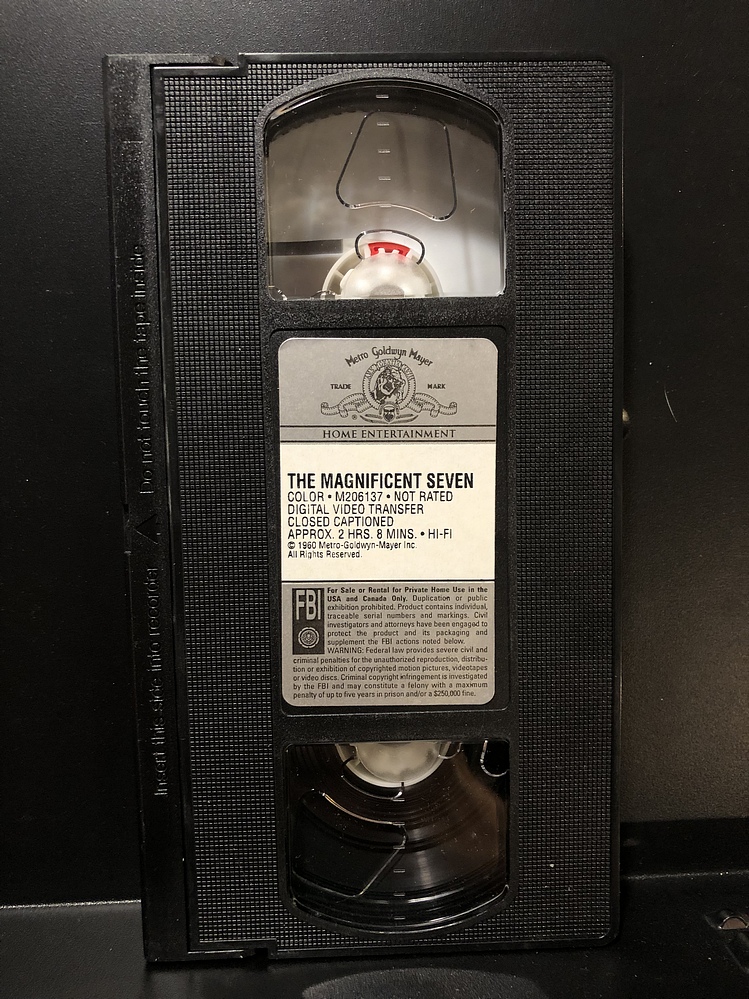 Metro Goldwyn Mayer
TRADE MARK
®
HOME ENTERTAINMENT
THE MAGNIFICENT SEVEN
COLOR • M206137 • NOT RATED
DIGITAL VIDEO TRANSFER
CLOSED CAPTIONED
APPROX. 2 HRS. 8 MINS. • HI-FI
© 1960 Metro-Goldwyn-Mayer Inc.
All Rights Reserved.
FBI
For Sale or Rental for Private Home Use in the
USA and Canada Only. Duplication or public
exhibition prohibited. Product contains individual,
traceable serial numbers and markings. Civil
investigators and attorneys have been engaged to
protect the product and its packaging and
supplement the FBI actions noted below.
WARNING: Federal law provides severe civil and
criminal penalties for the unauthorized reproduction, distribu-
tion or exhibition of copyrighted motion pictures, videotapes
or video discs. Criminal copyright infringement is investigated
by the FBI and may constitute a felony with a maximum
penalty of up to five years in prison and/or a $250,000 fine.
Insert this side into recorder
Do not touch the tape inside